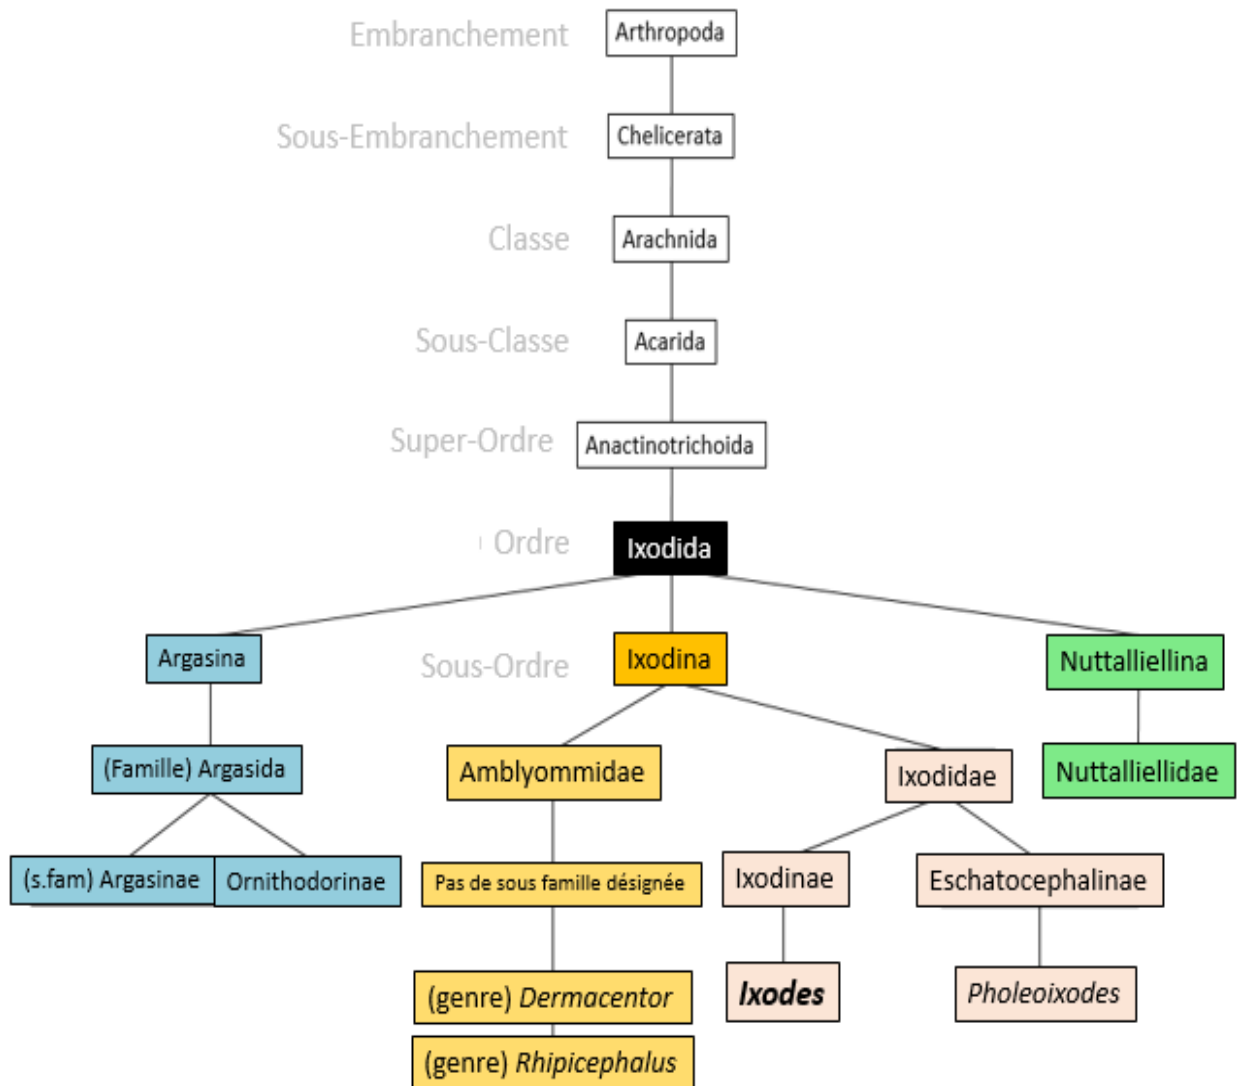 Embranchement
Arthropoda
Sous-Embranchement
Chelicerata
Classe
Arachnida
Sous-Classe
Acarida
Super-Ordre
Anactinotrichoida
Ordre
Ixodida
Argasina
Sous-Ordre
Ixodina
Nuttalliellina
(Famille) Argasida
Amblyommidae
Ixodidae
Nuttalliellidae
(s.fam) Argasinae
Ornithodorinae
Pas de sous famille désignée
Ixodinae
Eschatocephalinae
(genre) Dermacentor
Ixodes
Pholeoixodes
(genre) Rhipicephalus